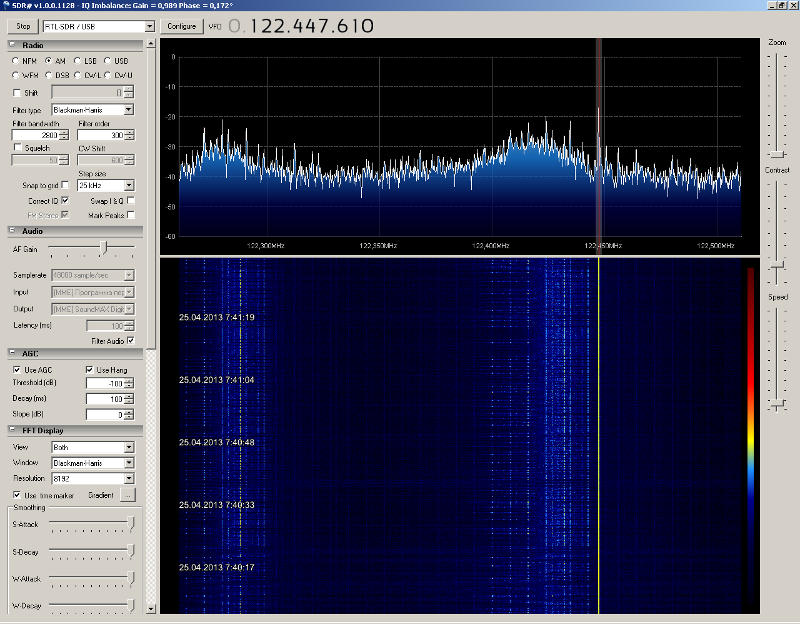 SDR# v1.0.0.1128 - IQ Imbalance: Gain = 0,989 Phase = 0,172°
Stop RTL-SDR / USB Configure VFO 0.122.447.610
Radio
NFM AM LSB USB
WFM DSB CW-L CW-U
Shift 0
Filter type Blackman-Harris
Filter bandwidth Filter order
2800 300
Squelch CW Shift
50 600
Step size
Snap to grid 25 kHz
Correct IQ Swap I & Q
FM Stereo Mark Peaks
Audio
AF Gain
Samplerate 48000 sample/sec
Input [MME] Программа пер
Output [MME] SoundMAX Digit
Latency (ms) 100
Filter Audio
AGC
Use AGC Use Hang
Threshold (dB) -100
Decay (ms) 100
Slope (dB) 0
FFT Display
View Both
Window Blackman-Harris
Resolution 8192
Use time marker Gradient ...
Smoothing
S-Attack
S-Decay
W-Attack
W-Decay
0
-10
-20
-30
-40
-50
-60
122,300MHz 122,350MHz 122,400MHz 122,450MHz 122,500MHz
25.04.2013 7:41:19
25.04.2013 7:41:04
25.04.2013 7:40:48
25.04.2013 7:40:33
25.04.2013 7:40:17
Zoom
Contrast
Speed